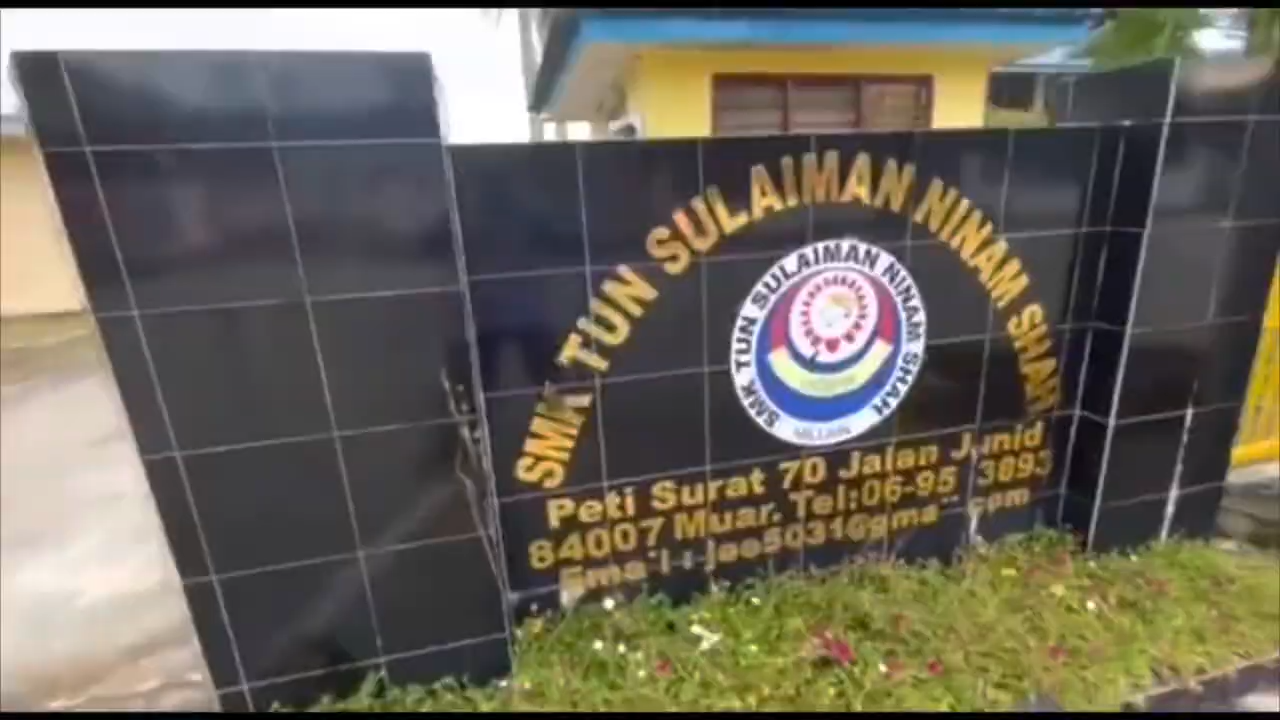 SMK TUN SULAIMAN NINAM SHAH
SMK TUN SULAIMAN NINAM SHAH
Peti Surat 70 Jalan Junid
84007 Muar. Tel:06-95 3893